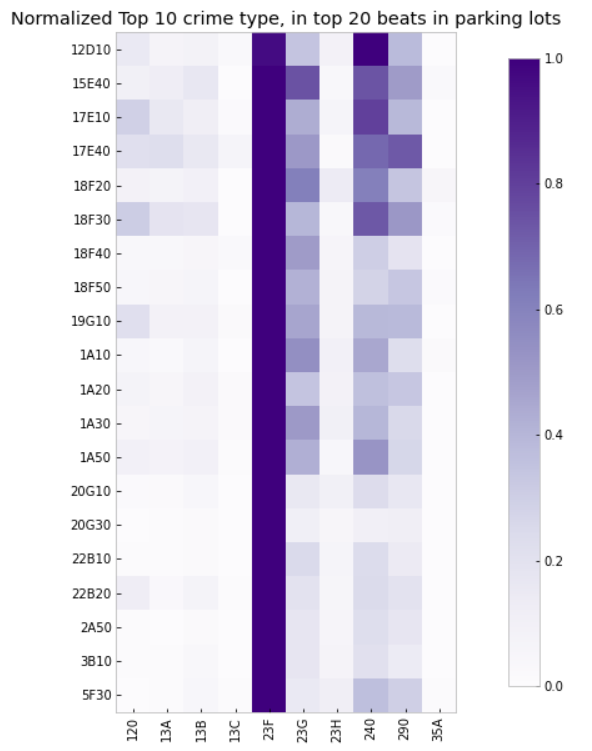 Normalized Top 10 crime type, in top 20 beats in parking lots
12D10
15E40
17E10
17E40
18F20
18F30
18F40
18F50
19G10
1A10
1A20
1A30
1A50
20G10
20G30
22B10
22B20
2A50
3B10
5F30
120 13A 13B 13C 23F 23G 23H 240 290 35A
1.0
0.8
0.6
0.4
0.2
0.0